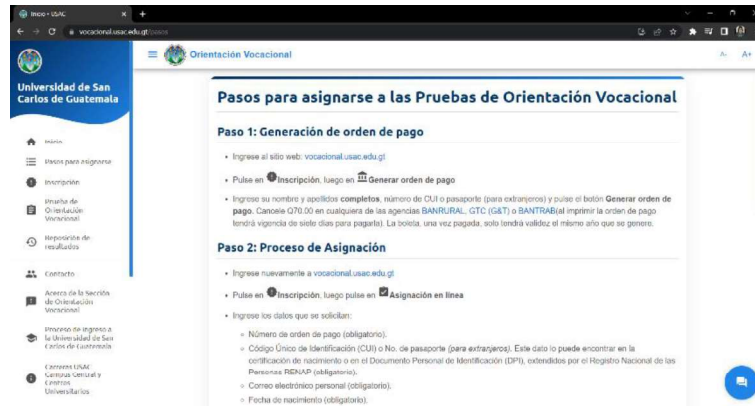 Inicio - USAC
vocacional.usac.edu.gt/pasos
Orientación Vocacional
A-
A+
Universidad de San
Carlos de Guatemala
Inicio
Pasos para asignarse
Inscripción
Prueba de
Orientación
Vocacional
Reposición de
resultados
Contacto
Acerca de la Sección
de Orientación
Vocacional
Proceso de ingreso a
la Universidad de San
Carlos de Guatemala
Carreras USAC
Campus Central y
Centros
Universitarios
Pasos para asignarse a las Pruebas de Orientación Vocacional
Paso 1: Generación de orden de pago
Ingrese al sitio web: vocacional.usac.edu.gt
Pulse en Inscripción, luego en Generar orden de pago
Ingrese su nombre y apellidos completos, número de CUI o pasaporte (para extranjeros) y pulse el botón Generar orden de
pago. Cancele Q70.00 en cualquiera de las agencias BANRURAL, GTC (G&T) o BANTRAB(al imprimir la orden de pago
tendrá vigencia de siete días para pagarla). La boleta, una vez pagada, solo tendrá validez el mismo año que se genere.
Paso 2: Proceso de Asignación
Ingrese nuevamente a vocacional.usac.edu.gt
Pulse en Inscripción, luego pulse en Asignación en línea
Ingrese los datos que se solicitan:
Número de orden de pago (obligatorio).
Código Único de Identificación (CUI) o No. de pasaporte (para extranjeros). Este dato lo puede encontrar en la
certificación de nacimiento o en el Documento Personal de Identificación (DPI), extendidos por el Registro Nacional de las
Personas RENAP (obligatorio).
Correo electrónico personal (obligatorio).
Fecha de nacimiento (obligatorio).